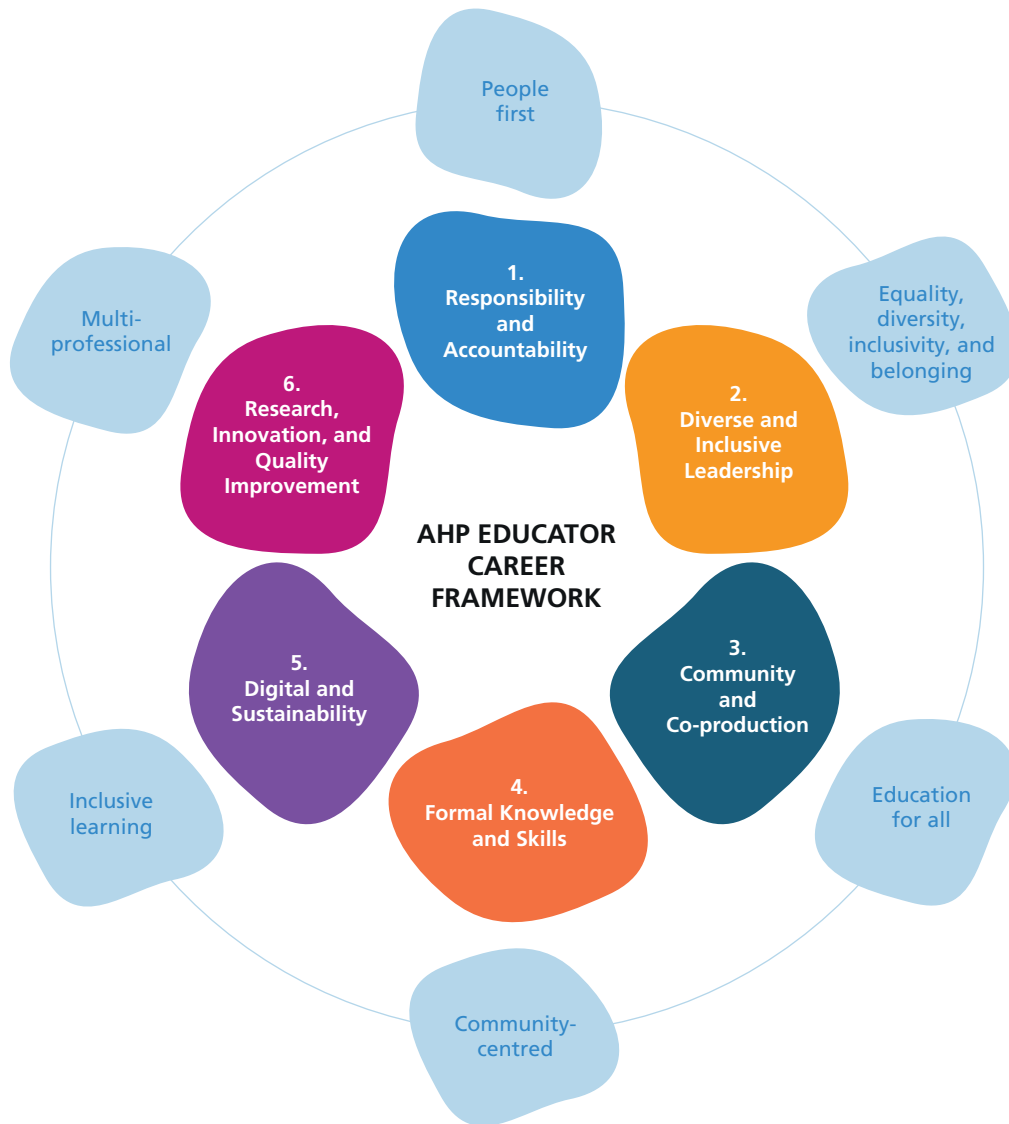 People
first
Equality,
diversity,
inclusivity, and
belonging
Education
for all
Community-
centred
Inclusive
learning
Multi-
professional
1.
Responsibility
and
Accountability
2.
Diverse and
Inclusive
Leadership
3.
Community
and
Co-production
4.
Formal Knowledge
and Skills
5.
Digital and
Sustainability
6.
Research,
Innovation, and
Quality
Improvement
AHP EDUCATOR
CAREER
FRAMEWORK